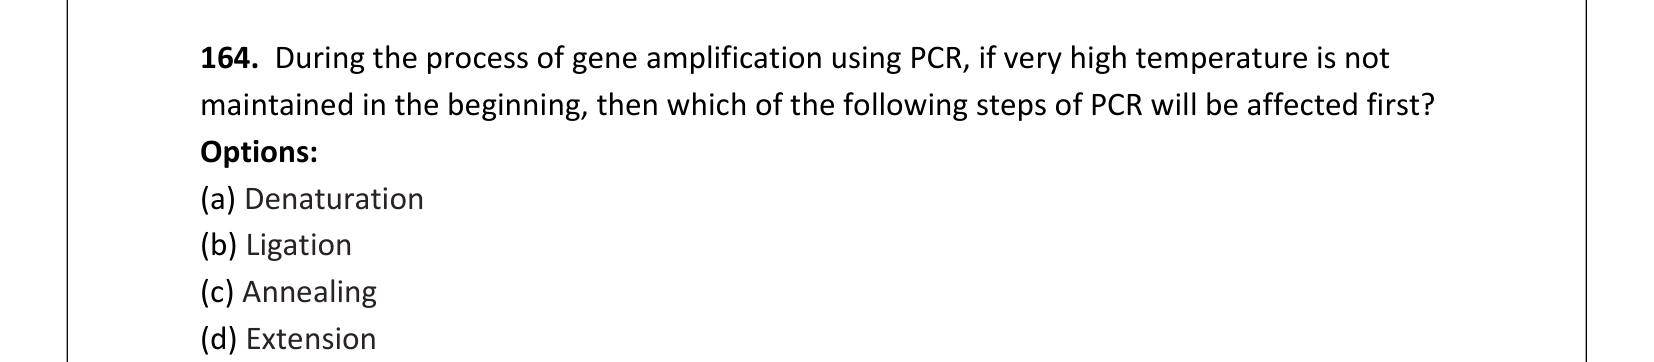 164. During the process of gene amplification using PCR, if very high temperature is not
maintained in the beginning, then which of the following steps of PCR will be affected first?
Options:
(a) Denaturation
(b) Ligation
(c) Annealing
(d) Extension